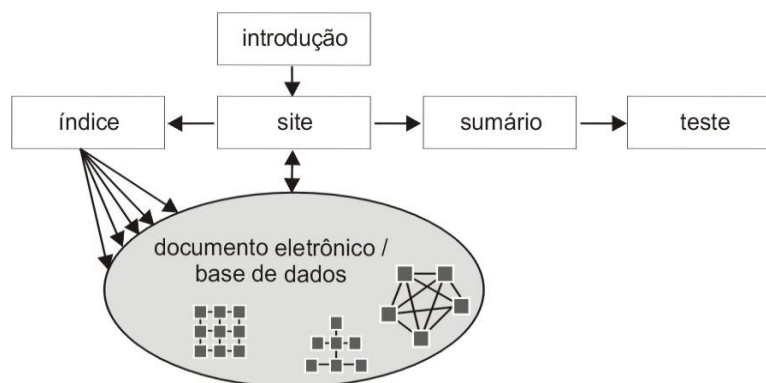 introdução
índice
site
sumário
teste
documento eletrônico /
base de dados